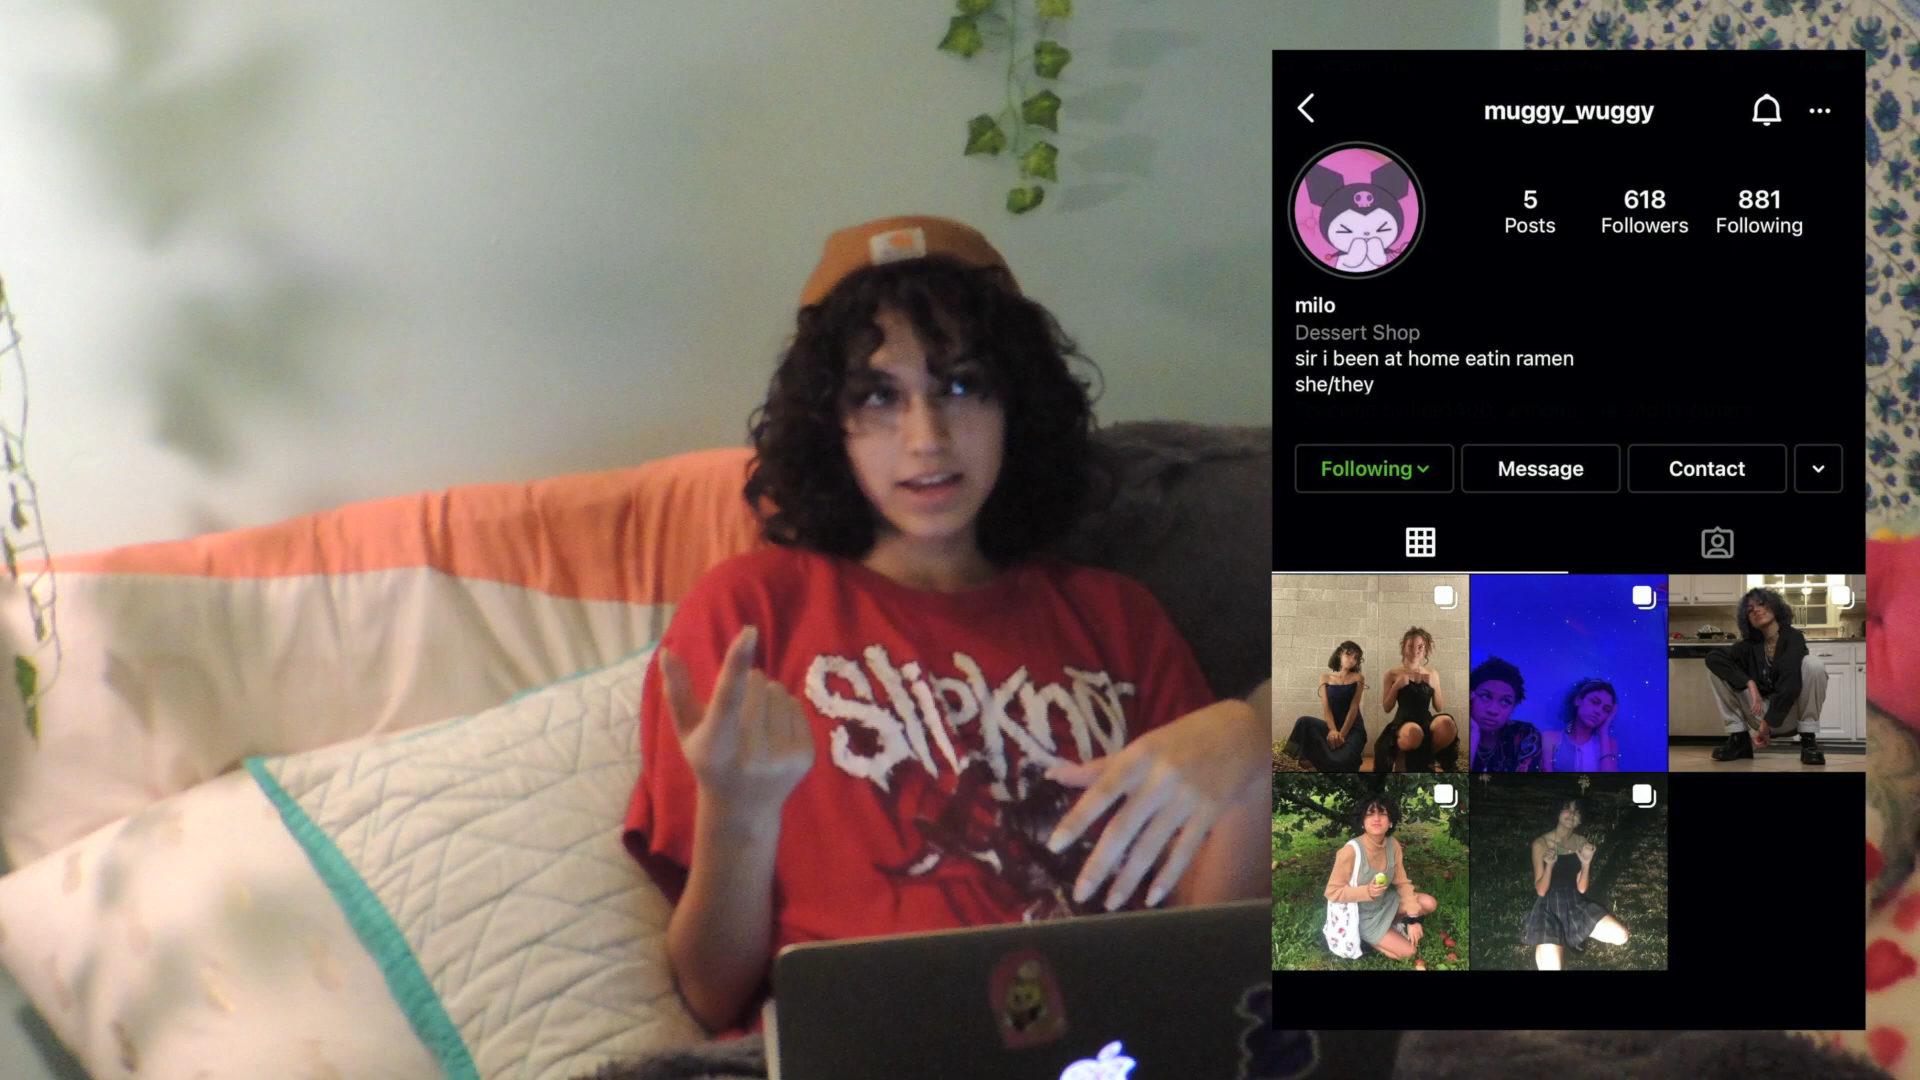 muggy_wuggy
5
Posts
618
Followers
881
Following
milo
Dessert Shop
sir i been at home eatin ramen
she/they
Following
Message
Contact
Slipknot